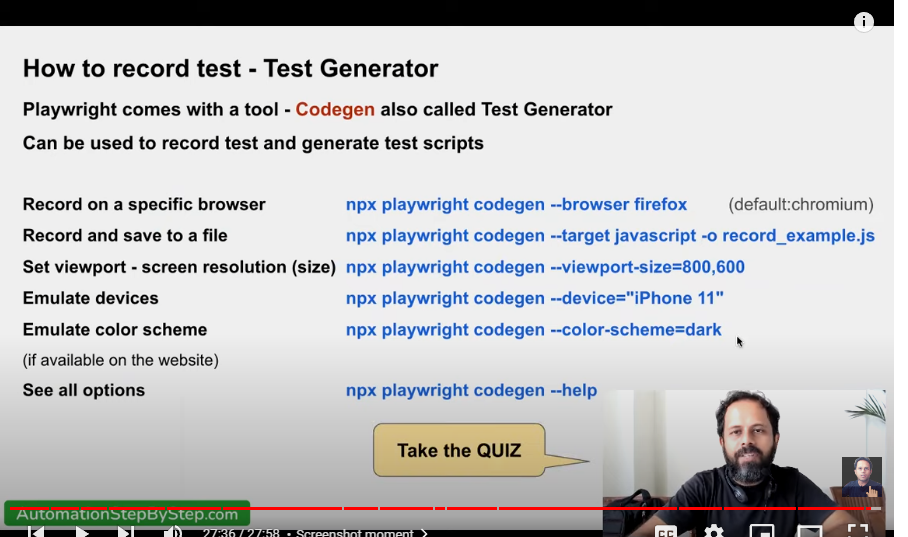 How to record test - Test Generator
Playwright comes with a tool - Codegen also called Test Generator
Can be used to record test and generate test scripts
Record on a specific browser npx playwright codegen --browser firefox (default:chromium)
Record and save to a file npx playwright codegen --target javascript -o record_example.js
Set viewport - screen resolution (size) npx playwright codegen --viewport-size=800,600
Emulate devices npx playwright codegen --device="iPhone 11"
Emulate color scheme npx playwright codegen --color-scheme=dark
(if available on the website)
See all options npx playwright codegen --help
Take the QUIZ
AutomationStepByStep.com
27:36 / 27:58 • Screenshot moment
CC